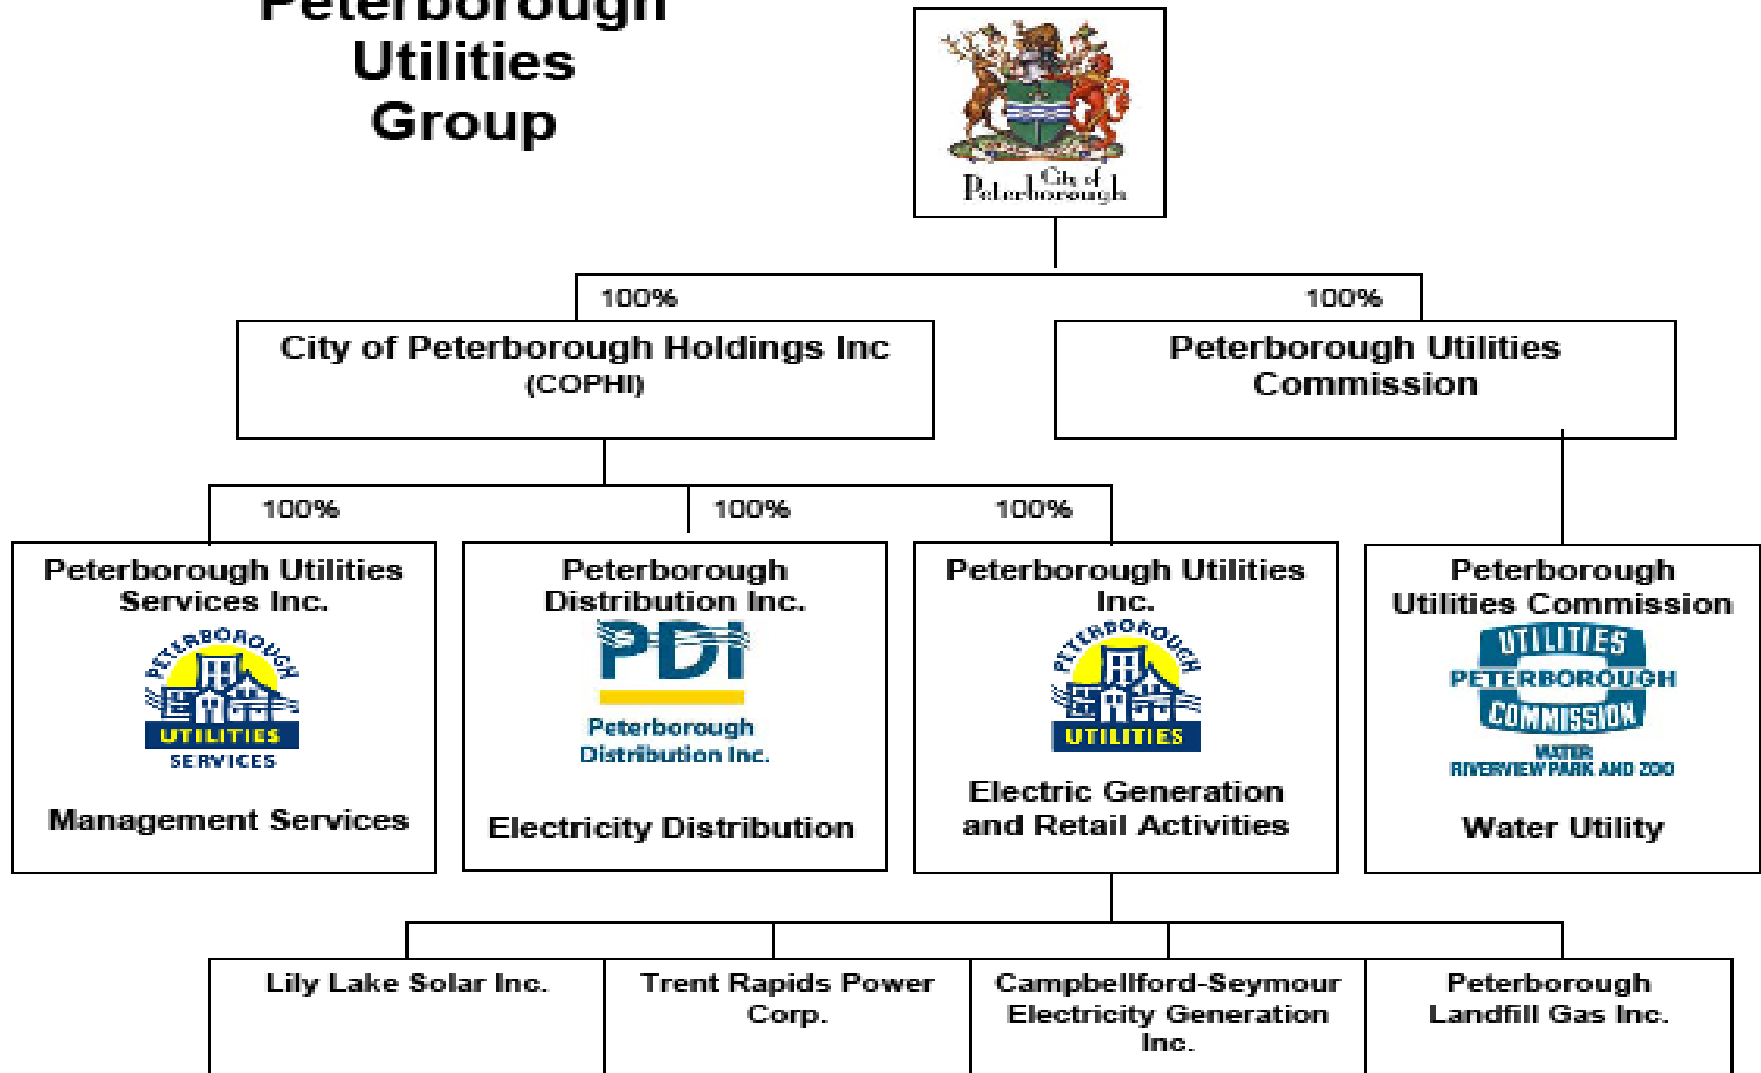 Peterborough
Utilities
Group
City of
Peterborough
100%
100%
City of Peterborough Holdings Inc
(COPHI)
Peterborough Utilities
Commission
100%
100%
100%
Peterborough Utilities
Services Inc.
PETERBOROUGH
UTILITIES
SERVICES
Management Services
Peterborough
Distribution Inc.
PDI
Peterborough
Distribution Inc.
Electricity Distribution
Peterborough Utilities
Inc.
PETERBOROUGH
UTILITIES
Electric Generation
and Retail Activities
Peterborough
Utilities Commission
UTILITIES
PETERBOROUGH
COMMISSION
WATER
RIVERVIEW PARK AND ZOO
Water Utility
Lily Lake Solar Inc.
Trent Rapids Power
Corp.
Campbellford-Seymour
Electricity Generation
Inc.
Peterborough
Landfill Gas Inc.